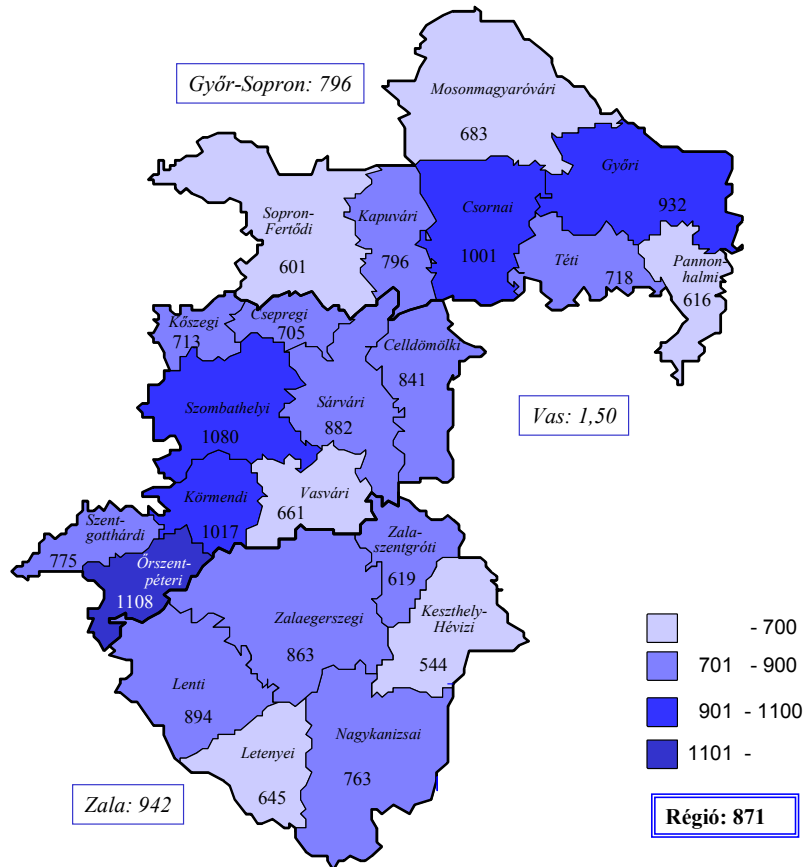 Győr-Sopron: 796
Mosonmagyaróvári
683
Győri
932
Sopron-
Fertődi
601
Kapuvári
796
Csornai
1001
Téti
718
Pannon-
halmi
616
Kőszegi
713
Csepregi
705
Celldömölki
841
Szombathelyi
1080
Sárvári
882
Vas: 1,50
Körmendi
1017
Vasvári
661
Szent-
gotthárdi
775
Őrszent-
péteri
1108
Zala-
szentgróti
619
Keszthely-
Hévizi
544
Zalaegerszegi
863
Lenti
894
Letenyei
645
Nagykanizsai
763
Zala: 942
- 700
701 - 900
901 - 1100
1101 -
Régió: 871